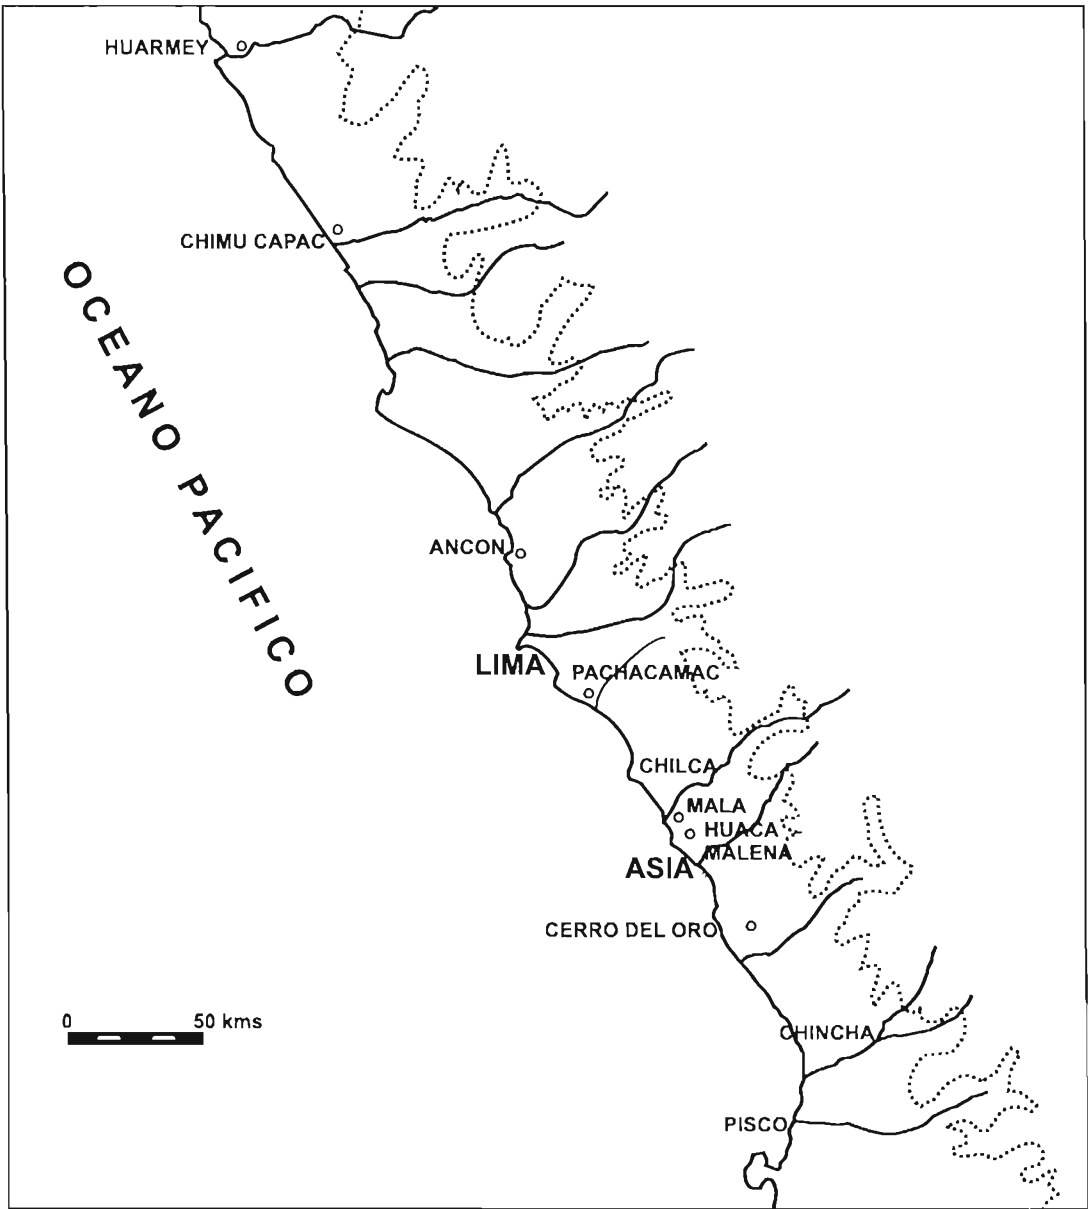 HUARMEY
CHIMU CAPAC
OCEANO PACIFICO
ANCON
LIMA
PACHACAMAC
CHILCA
MALA
HUACA
MALENA
ASIA
CERRO DEL ORO
0 50 kms
CHINCHA
PISCO